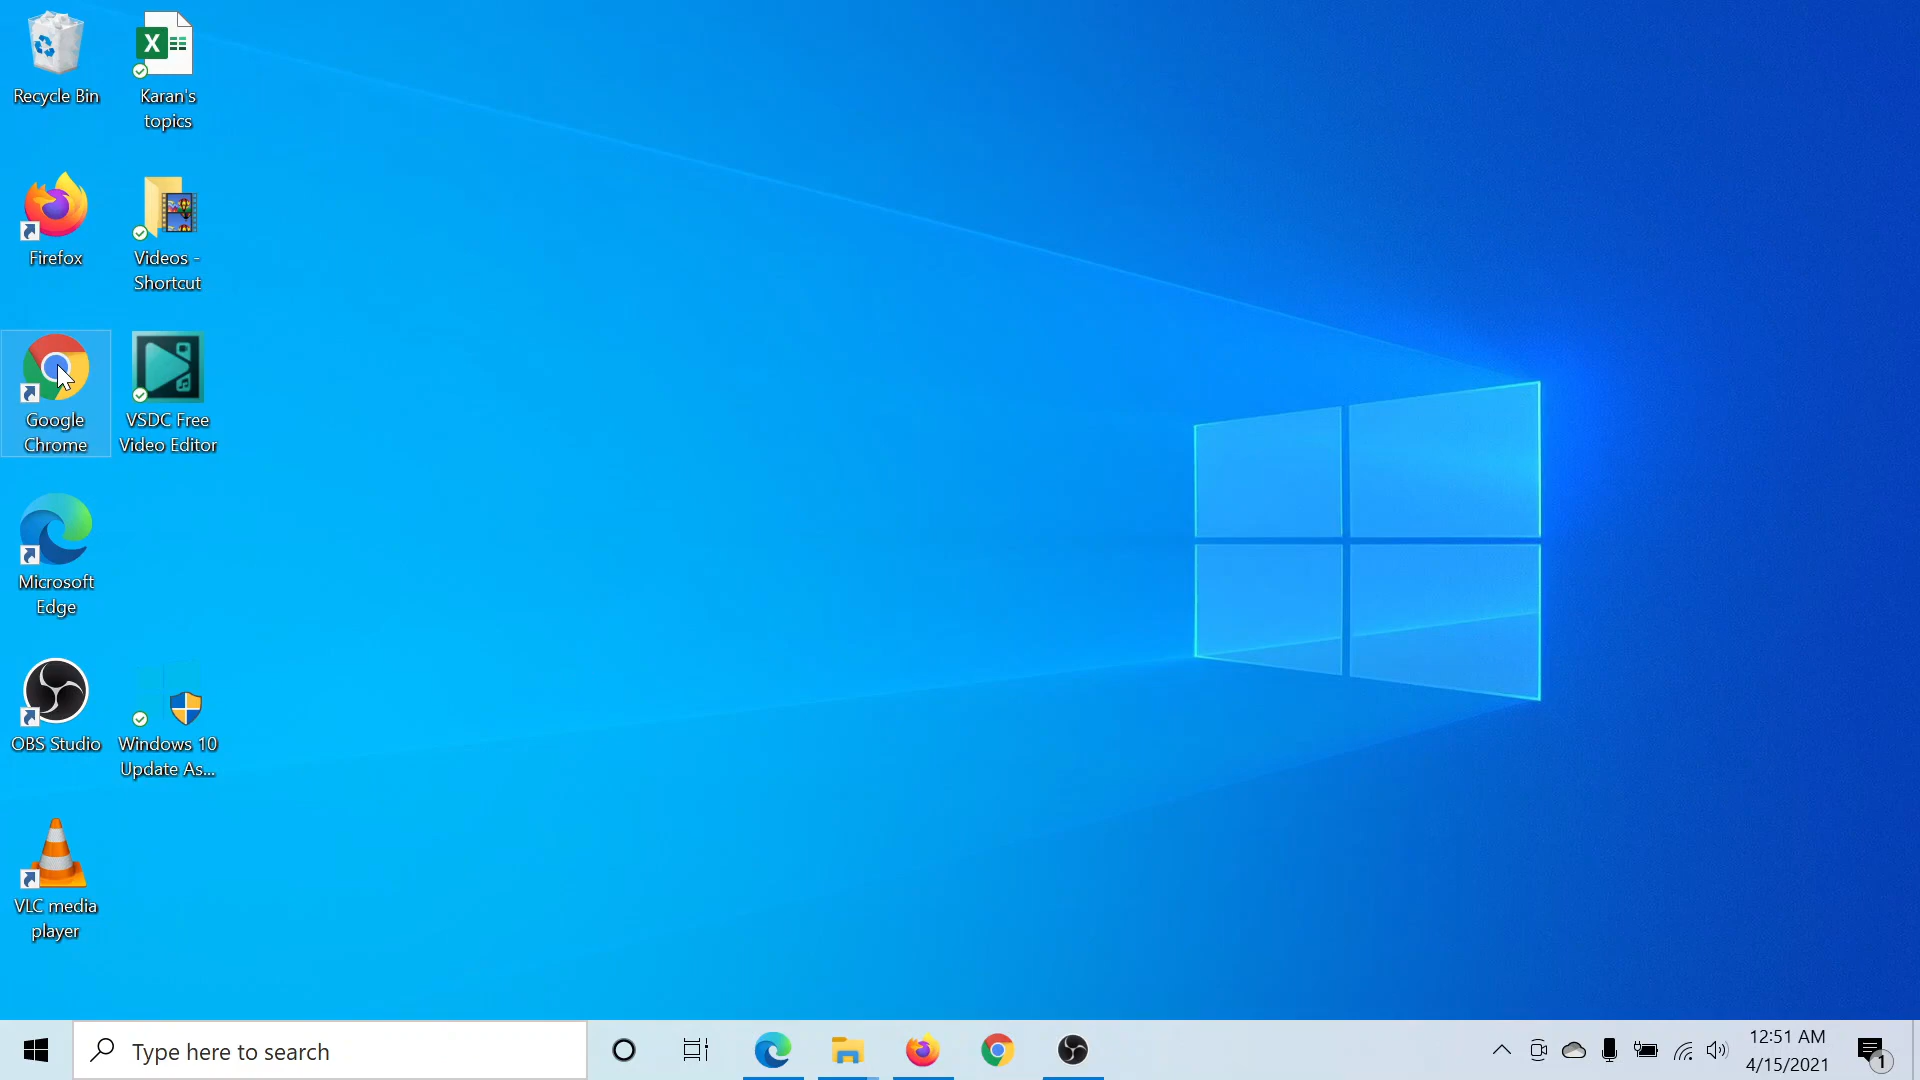 Recycle Bin
Karan's
topics
Firefox
Videos -
Shortcut
Google
Chrome
VSDC Free
Video Editor
Microsoft
Edge
OBS Studio
Windows 10
Update As...
VLC media
player
Type here to search
12:51 AM
4/15/2021
1